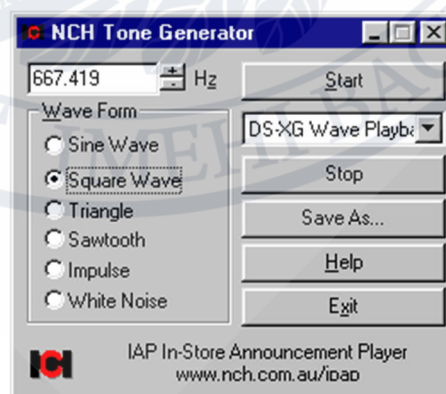 NCH Tone Generator
667.419 Hz
Start
Wave Form
DS-XG Wave Playba
Sine Wave
Square Wave
Stop
Triangle
Save As...
Sawtooth
Impulse
Help
White Noise
Exit
NCH
IAP In-Store Announcement Player
www.nch.com.au/ipap